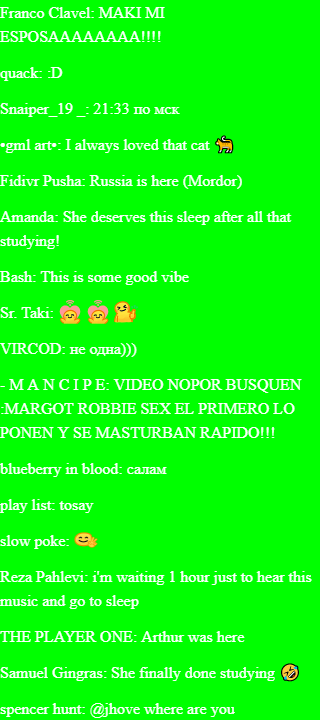 Franco Clavel: MAKI MI
ESPOSAAAAAAAA!!!!
quack: :D
Snaiper_19 _: 21:33 по мск
•gml art•: I always loved that cat 🐈
Fidivr Pusha: Russia is here (Mordor)
Amanda: She deserves this sleep after all that
studying!
Bash: This is some good vibe
Sr. Taki:
VIRCOD: не одна)))
- M A N C I P E: VIDEO NOPOR BUSQUEN
:MARGOT ROBBIE SEX EL PRIMERO LO
PONEN Y SE MASTURBAN RAPIDO!!!
blueberry in blood: салам
play list: tosay
slow poke:
Reza Pahlevi: i'm waiting 1 hour just to hear this
music and go to sleep
THE PLAYER ONE: Arthur was here
Samuel Gingras: She finally done studying 🤣
spencer hunt: @jhove where are you